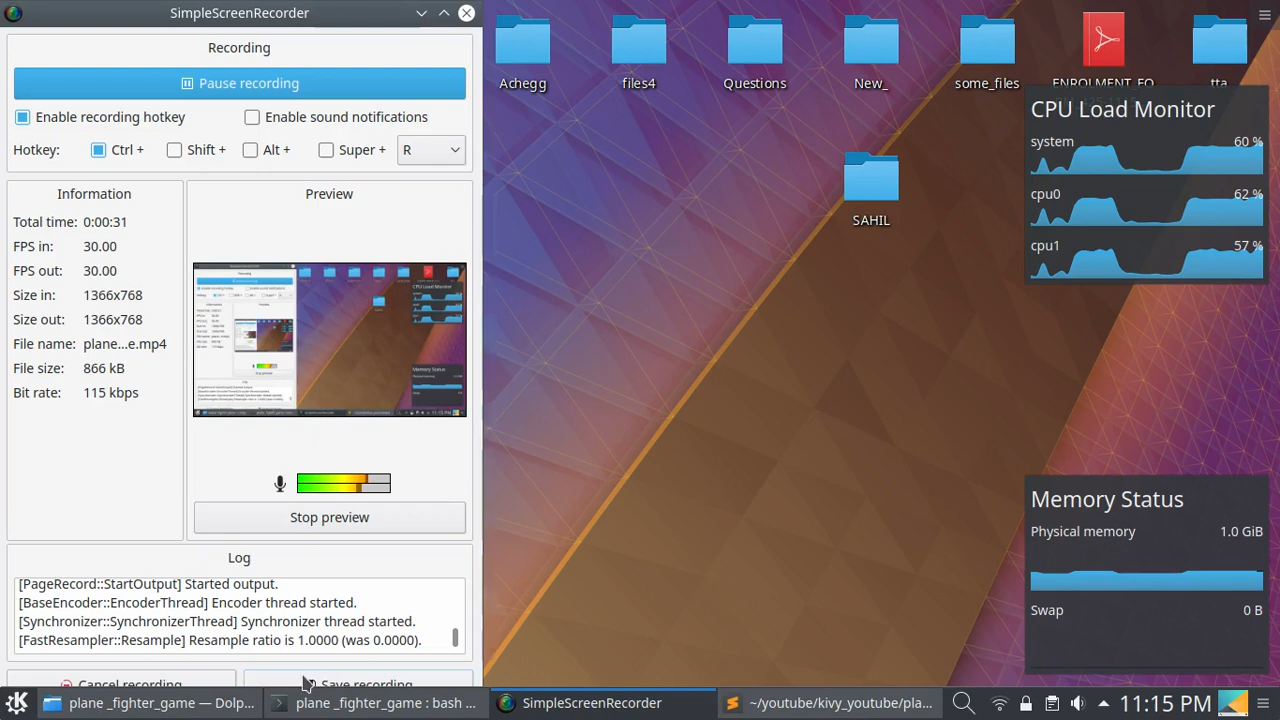 SimpleScreenRecorder
Recording
Pause recording
Enable recording hotkey
Enable sound notifications
Hotkey:
Ctrl +
Shift +
Alt +
Super +
R
Information
Total time: 0:00:31
FPS in: 30.00
FPS out: 30.00
Size in: 1366x768
Size out: 1366x768
File name: plane...e.mp4
File size: 866 kB
Bit rate: 115 kbps
Preview
Stop preview
Log
[PageRecord::StartOutput] Started output.
[BaseEncoder::EncoderThread] Encoder thread started.
[Synchronizer::SynchronizerThread] Synchronizer thread started.
[FastResampler::Resample] Resample ratio is 1.0000 (was 0.0000).
Cancel recording
Save recording
Achegg
files4
Questions
New_
some_files
ENROLMENT_FO
tta
SAHIL
CPU Load Monitor
system 60 %
cpu0 62 %
cpu1 57 %
Memory Status
Physical memory 1.0 GiB
Swap 0 B
plane _fighter_game — Dolp...
plane _fighter_game : bash ...
SimpleScreenRecorder
~/youtube/kivy_youtube/pla...
11:15 PM